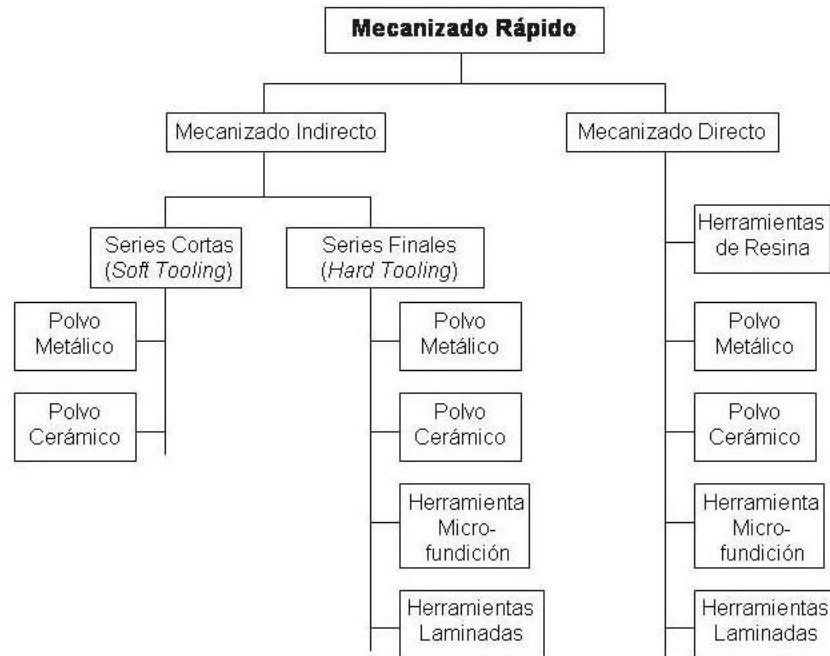 Mecanizado Rápido
Mecanizado Indirecto
Mecanizado Directo
Series Cortas
(Soft Tooling)
Series Finales
(Hard Tooling)
Herramientas
de Resina
Polvo
Metálico
Polvo
Metálico
Polvo
Metálico
Polvo
Cerámico
Polvo
Cerámico
Polvo
Cerámico
Herramienta
Micro-
fundición
Herramienta
Micro-
fundición
Herramientas
Laminadas
Herramientas
Laminadas